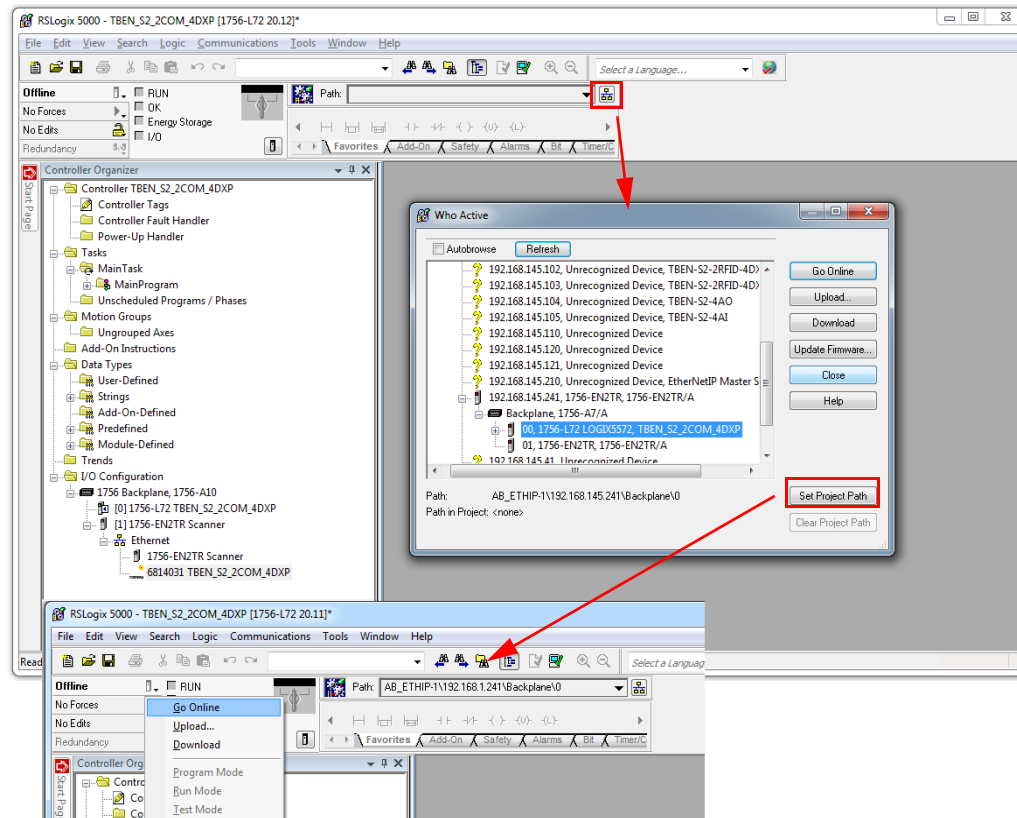 RSLogix 5000 - TBEN_S2_2COM_4DXP [1756-L72 20.12]*
File Edit View Search Logic Communications Tools Window Help
Select a Language...
Offline
RUN
Path:
No Forces
OK
No Edits
Energy Storage
Redundancy
I/O
Favorites Add-On Safety Alarms Bit Timer/C
Start Page
Controller Organizer
Controller TBEN_S2_2COM_4DXP
Controller Tags
Controller Fault Handler
Power-Up Handler
Tasks
MainTask
MainProgram
Unscheduled Programs / Phases
Motion Groups
Ungrouped Axes
Add-On Instructions
Data Types
User-Defined
Strings
Add-On-Defined
Predefined
Module-Defined
Trends
I/O Configuration
1756 Backplane, 1756-A10
[0] 1756-L72 TBEN_S2_2COM_4DXP
[1] 1756-EN2TR Scanner
Ethernet
1756-EN2TR Scanner
6814031 TBEN_S2_2COM_4DXP
Who Active
Autobrowse Refresh
192.168.145.102, Unrecognized Device, TBEN-S2-2RFID-4D
192.168.145.103, Unrecognized Device, TBEN-S2-2RFID-4D
192.168.145.104, Unrecognized Device, TBEN-S2-4AO
192.168.145.105, Unrecognized Device, TBEN-S2-4AI
192.168.145.110, Unrecognized Device
192.168.145.120, Unrecognized Device
192.168.145.121, Unrecognized Device
192.168.145.210, Unrecognized Device, EtherNetIP Master S
192.168.145.241, 1756-EN2TR, 1756-EN2TR/A
Backplane, 1756-A7/A
00, 1756-L72 LOGIX5572, TBEN_S2_2COM_4DXP
01, 1756-EN2TR, 1756-EN2TR/A
192.168.145.41, Unrecognized Device
Go Online
Upload...
Download
Update Firmware...
Close
Help
Path: AB_ETHIP-1\192.168.145.241\Backplane\0
Path in Project: <none>
Set Project Path
Clear Project Path
Read
RSLogix 5000 - TBEN_S2_2COM_4DXP [1756-L72 20.11]*
File Edit View Search Logic Communications Tools Window Help
Select a Languag
Offline
RUN
Path: AB_ETHIP-1\192.168.1.241\Backplane\0
No Forces
No Edits
Redundancy
Go Online
Upload...
Download
Program Mode
Run Mode
Test Mode
Favorites Add-On Safety Alarms Bit Timer/C
Start Pag
Controller Org
Contro
Co
Co